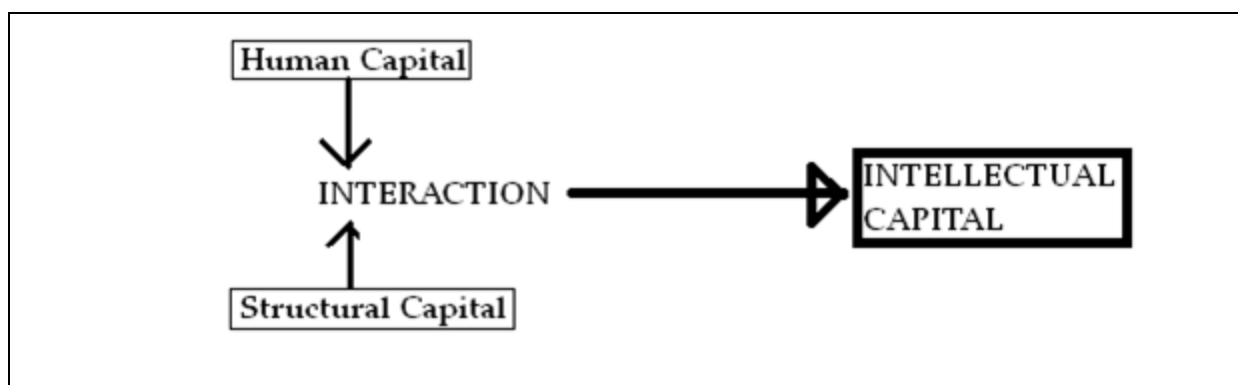 Human Capital
INTERACTION
INTELLECTUAL
CAPITAL
Structural Capital